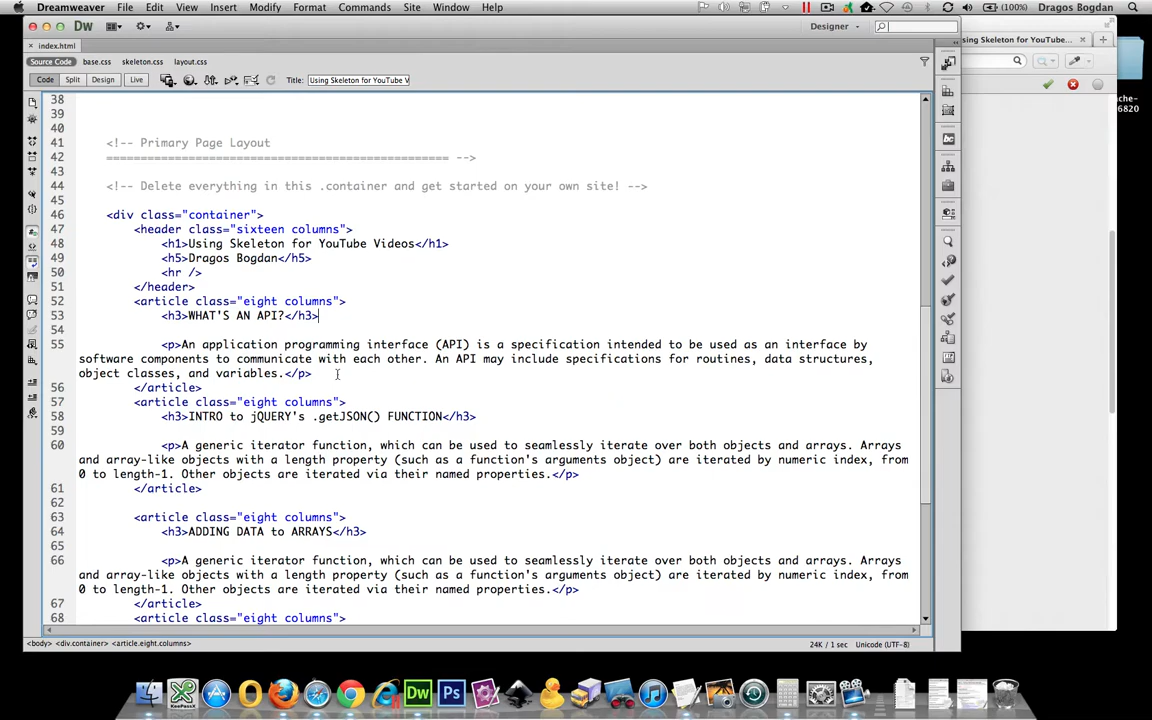 Dreamweaver File Edit View Insert Modify Format Commands Site Window Help (100%) Dragos Bogdan
Dw Designer
index.html Using Skeleton for YouTube...
Source Code base.css skeleton.css layout.css
Code Split Design Live Title: Using Skeleton for YouTube V
38
39
40
41 <!-- Primary Page Layout
42 ================================================== -->
43
44 <!-- Delete everything in this .container and get started on your own site! -->
45
46 <div class="container">
47 <header class="sixteen columns">
48 <h1>Using Skeleton for YouTube Videos</h1>
49 <h5>Dragos Bogdan</h5>
50 <hr />
51 </header>
52 <article class="eight columns">
53 <h3>WHAT'S AN API?</h3>
54
55 <p>An application programming interface (API) is a specification intended to be used as an interface by
software components to communicate with each other. An API may include specifications for routines, data structures,
object classes, and variables.</p>
56 </article>
57 <article class="eight columns">
58 <h3>INTRO to jQUERY's .getJSON() FUNCTION</h3>
59
60 <p>A generic iterator function, which can be used to seamlessly iterate over both objects and arrays. Arrays
and array-like objects with a length property (such as a function's arguments object) are iterated by numeric index, from
0 to length-1. Other objects are iterated via their named properties.</p>
61 </article>
62
63 <article class="eight columns">
64 <h3>ADDING DATA to ARRAYS</h3>
65
66 <p>A generic iterator function, which can be used to seamlessly iterate over both objects and arrays. Arrays
and array-like objects with a length property (such as a function's arguments object) are iterated by numeric index, from
0 to length-1. Other objects are iterated via their named properties.</p>
67 </article>
68 <article class="eight columns">
<body> <div.container> <article.eight.columns> 24K / 1 sec Unicode (UTF-8)
6820
KeePassX Dw Ps